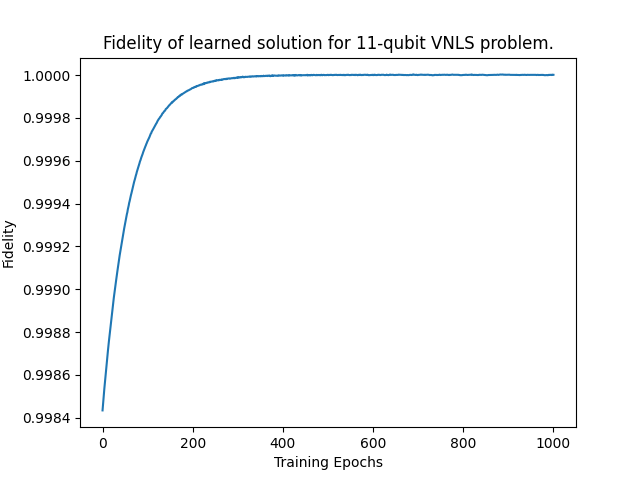 Fidelity of learned solution for 11-qubit VNLS problem.
1.0000
0.9998
0.9996
0.9994
0.9992
0.9990
0.9988
0.9986
0.9984
Fidelity
0 200 400 600 800 1000
Training Epochs